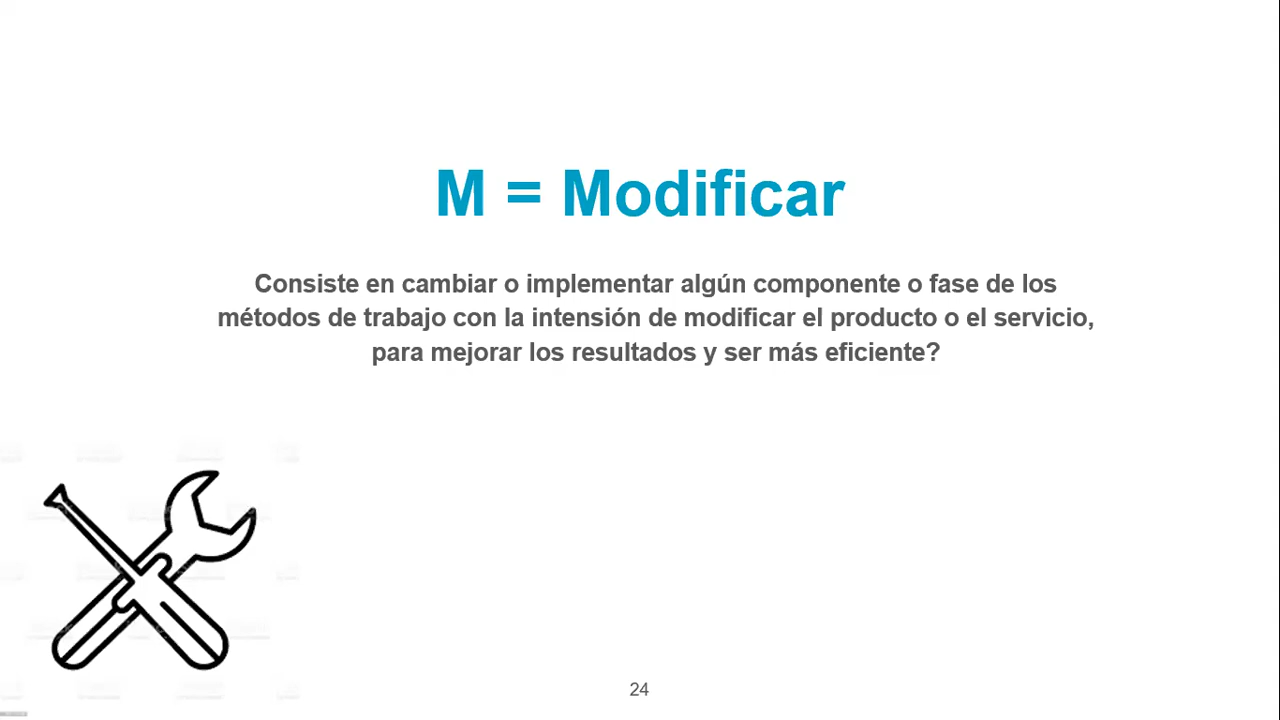 M = Modificar
Consiste en cambiar o implementar algún componente o fase de los
métodos de trabajo con la intensión de modificar el producto o el servicio,
para mejorar los resultados y ser más eficiente?
24